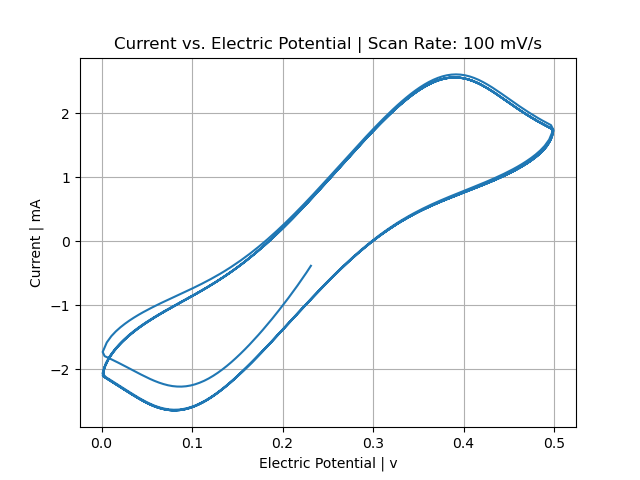 Current vs. Electric Potential | Scan Rate: 100 mV/s
2
1
0
−1
−2
Current | mA
0.0 0.1 0.2 0.3 0.4 0.5
Electric Potential | v